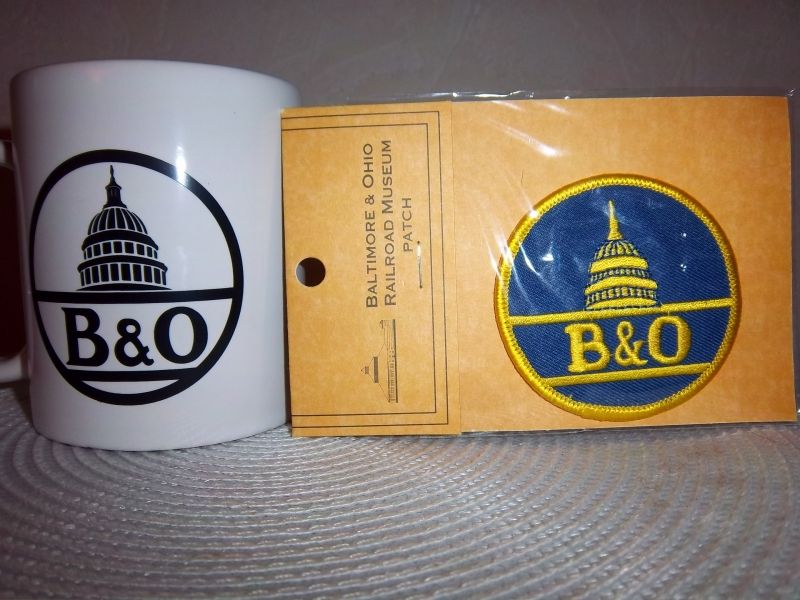 B&O
BALTIMORE & OHIO
RAILROAD MUSEUM
PATCH
B&O